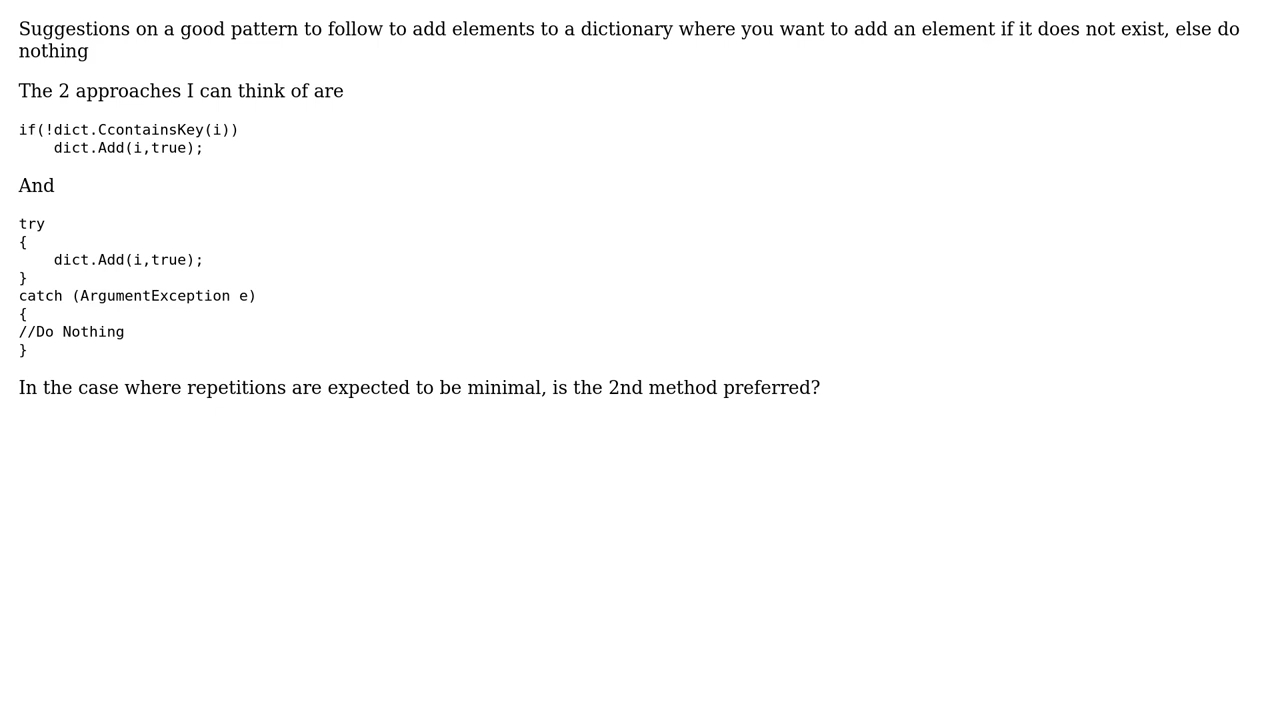 Suggestions on a good pattern to follow to add elements to a dictionary where you want to add an element if it does not exist, else do
nothing
The 2 approaches I can think of are
if(!dict.CcontainsKey(i))
    dict.Add(i,true);
And
try
{
    dict.Add(i,true);
}
catch (ArgumentException e)
{
//Do Nothing
}
In the case where repetitions are expected to be minimal, is the 2nd method preferred?